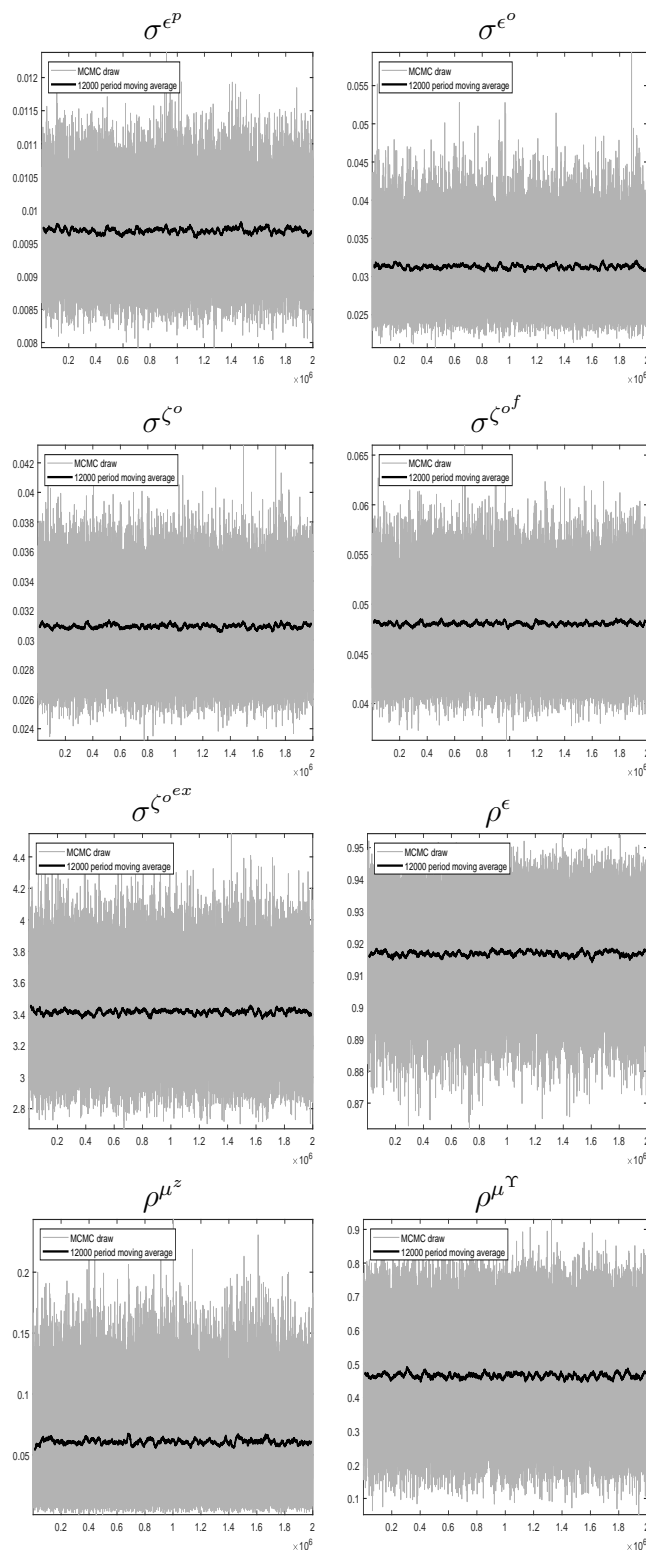 σ^{ϵ^p}
MCMC draw
12000 period moving average
0.012
0.0115
0.011
0.0105
0.01
0.0095
0.009
0.0085
0.008
0.2 0.4 0.6 0.8 1 1.2 1.4 1.6 1.8 2
×10^6
σ^{ϵ^o}
MCMC draw
12000 period moving average
0.055
0.05
0.045
0.04
0.035
0.03
0.025
0.2 0.4 0.6 0.8 1 1.2 1.4 1.6 1.8 2
×10^6
σ^{ζ^o}
MCMC draw
12000 period moving average
0.042
0.04
0.038
0.036
0.034
0.032
0.03
0.028
0.026
0.024
0.2 0.4 0.6 0.8 1 1.2 1.4 1.6 1.8 2
×10^6
σ^{ζ^{o^f}}
MCMC draw
12000 period moving average
0.065
0.06
0.055
0.05
0.04
0.2 0.4 0.6 0.8 1 1.2 1.4 1.6 1.8 2
×10^6
σ^{ζ^{o^{ex}}}
MCMC draw
12000 period moving average
4.4
4.2
4
3.8
3.6
3.4
3.2
3
2.8
0.2 0.4 0.6 0.8 1 1.2 1.4 1.6 1.8 2
×10^6
ρ^ϵ
MCMC draw
12000 period moving average
0.95
0.94
0.92
0.91
0.9
0.88
0.87
0.2 0.4 0.6 0.8 1 1.2 1.4 1.6 1.8 2
×10^6
ρ^{μ^z}
MCMC draw
12000 period moving average
0.2
0.15
0.1
0.05
0.2 0.4 0.6 0.8 1 1.2 1.4 1.6 1.8 2
×10^6
ρ^{μ^Υ}
MCMC draw
12000 period moving average
0.9
0.8
0.7
0.6
0.5
0.4
0.3
0.2
0.1
0.2 0.4 0.6 0.8 1 1.2 1.4 1.6 1.8 2
×10^6